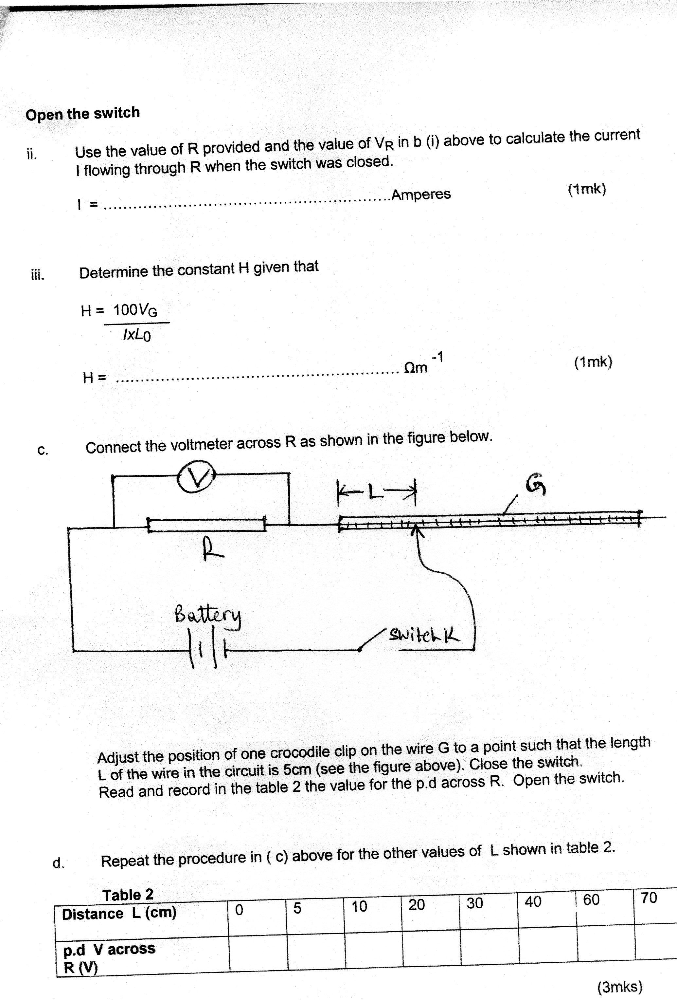 Open the switch
ii. Use the value of R provided and the value of VR in b (i) above to calculate the current
I flowing through R when the switch was closed.
I = ..........................................................Amperes (1mk)
iii. Determine the constant H given that
H = 100VG
IxL0
H = ......................................................... Ωm -1 (1mk)
c. Connect the voltmeter across R as shown in the figure below.
V
L
G
R
Battery
switch K
Adjust the position of one crocodile clip on the wire G to a point such that the length
L of the wire in the circuit is 5cm (see the figure above). Close the switch.
Read and record in the table 2 the value for the p.d across R. Open the switch.
d. Repeat the procedure in ( c) above for the other values of L shown in table 2.
Table 2
Distance L (cm) 0 5 10 20 30 40 60 70
p.d V across
R (V)
(3mks)